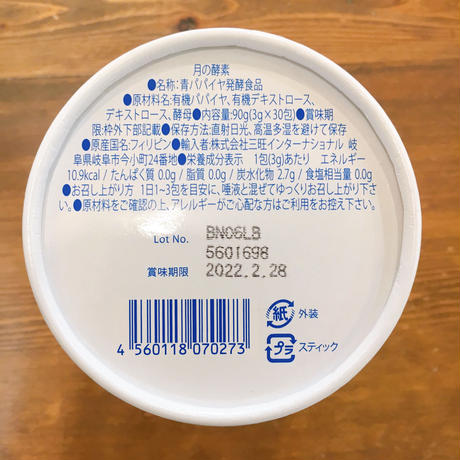 月の酵素
●名称:青パパイヤ発酵食品
●原材料名:有機パパイヤ、有機デキストロース、
デキストロース、酵母●内容量:90g(3g×30包)●賞味期
限:枠外下部記載●保存方法:直射日光、高温多湿を避けて保存
●原産国名:フィリピン●輸入者:株式会社三旺インターナショナル 岐
阜県岐阜市今小町24番地●栄養成分表示 1包(3g)あたり エネルギー
10.9kcal / たんぱく質 0.0g / 脂質 0.0g / 炭水化物 2.7g / 食塩相当量 0.0g
●お召し上がり方 1日1~3包を目安に、唾液と混ぜてゆっくりお召し上がり下さ
い。●原材料をご確認の上、アレルギーがご心配な方はご利用をお控え下さい。
Lot No. BN06LB
5601698
賞味期限 2022.2.28
紙 外装
プラ スティック
4 560118 070273